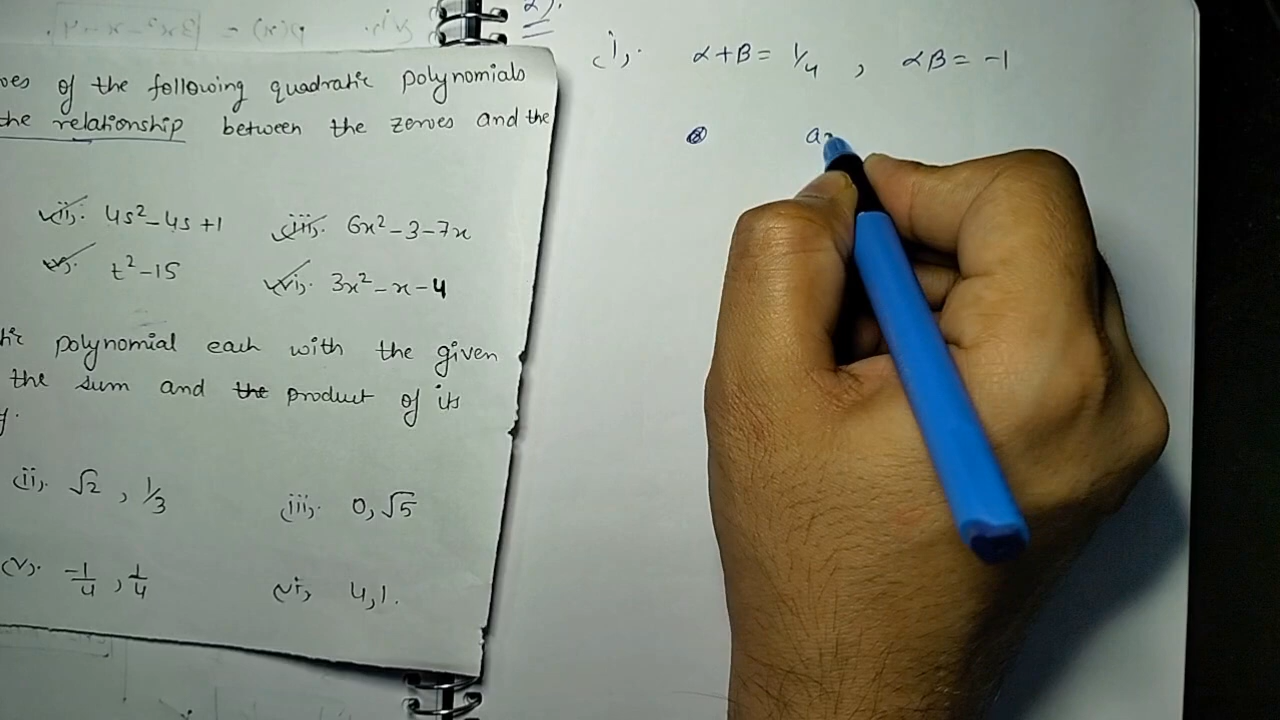 oes of the following quadratic polynomials
the relationship between the zeroes and the
(ii). 4s²-4s+1 (iii). 6x²-3-7x
(v). t²-15 (vi). 3x²-x-4
tic polynomial each with the given
the sum and the product of its
y.
(ii). √2, 1/3 (iii). 0, √5
(v). -1/4, 1/4 (vi), 4,1.
2).
(i). α+β = 1/4, αβ = -1
a